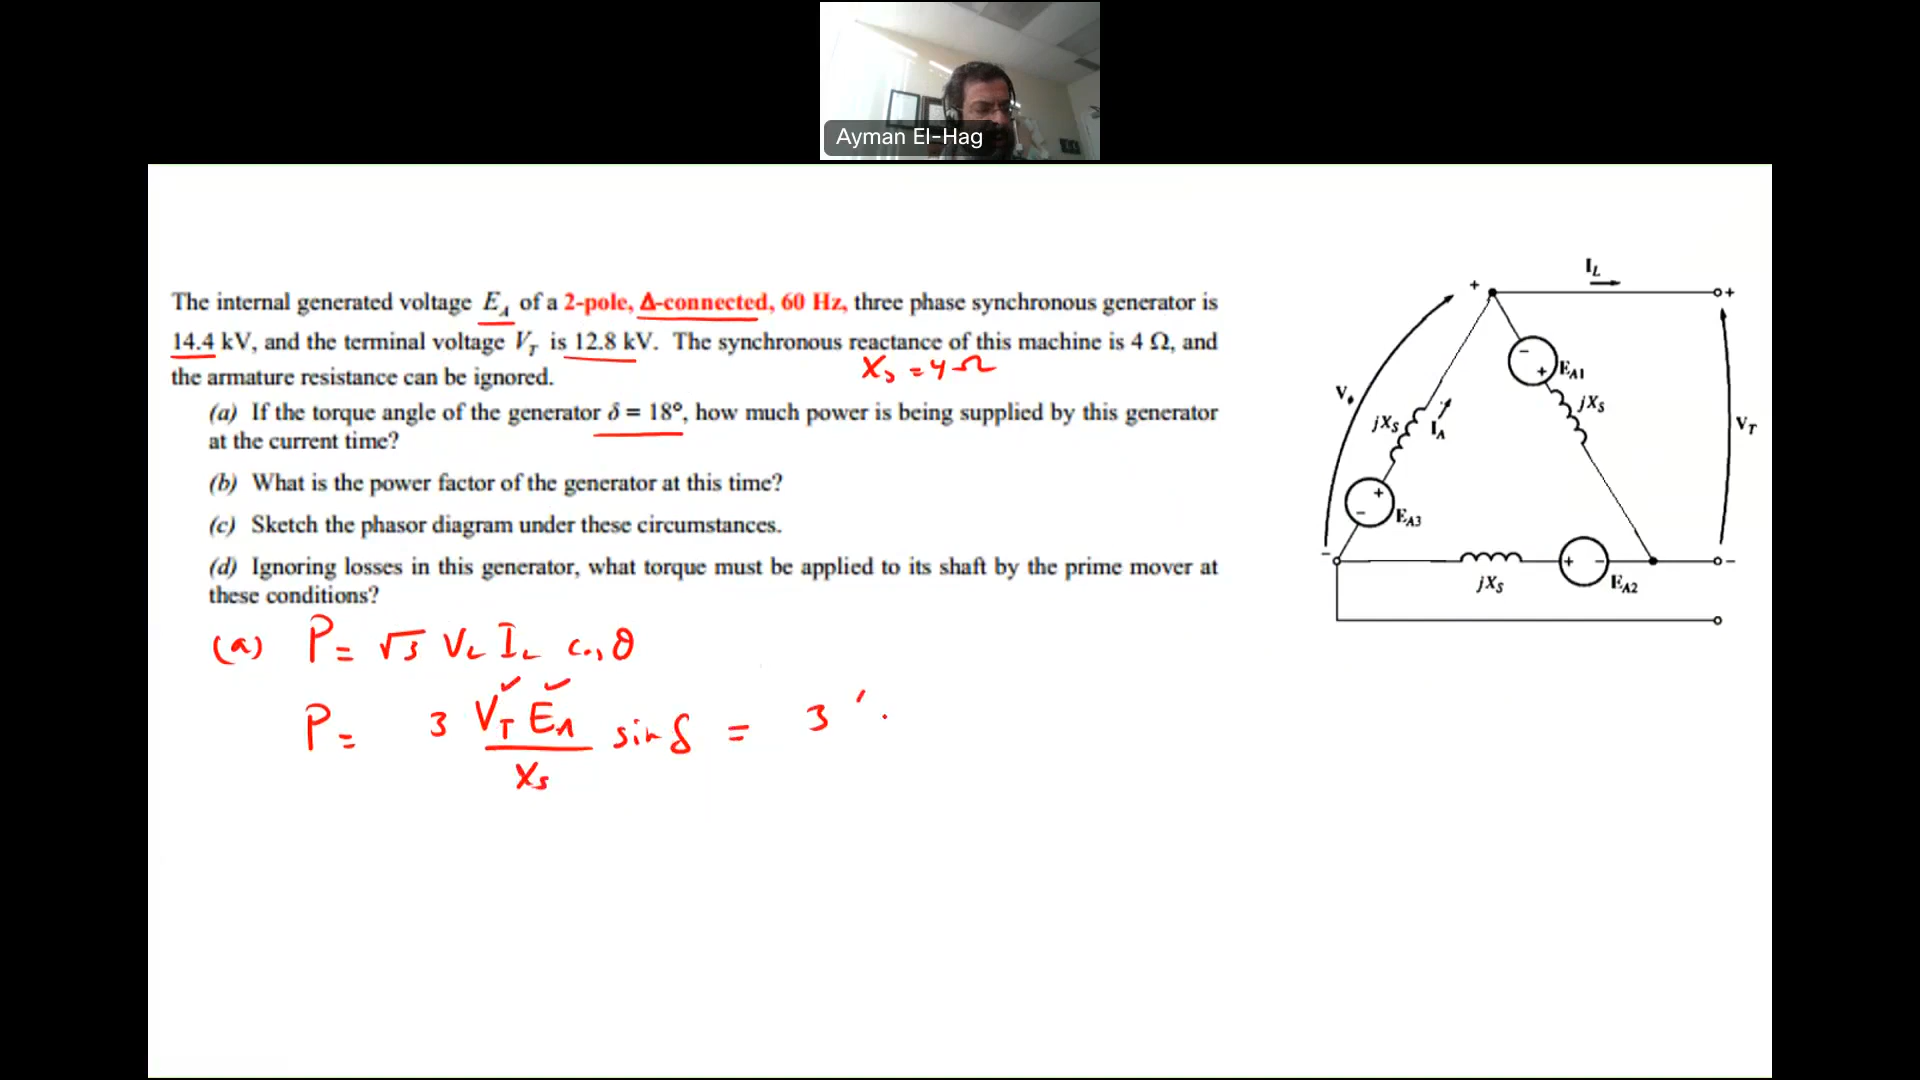 Ayman El-Hag
The internal generated voltage E_A of a 2-pole, Δ-connected, 60 Hz, three phase synchronous generator is
14.4 kV, and the terminal voltage V_T is 12.8 kV. The synchronous reactance of this machine is 4 Ω, and
the armature resistance can be ignored.
X_s = 4 Ω
(a) If the torque angle of the generator δ = 18°, how much power is being supplied by this generator
at the current time?
(b) What is the power factor of the generator at this time?
(c) Sketch the phasor diagram under these circumstances.
(d) Ignoring losses in this generator, what torque must be applied to its shaft by the prime mover at
these conditions?
(a) P = √3 V_L I_L cos θ
P = 3 V_T E_A / X_s sin δ = 3
I_L
+ +
E_A1
jX_S
V_T
jX_S
I_A
E_A3
jX_S
E_A2